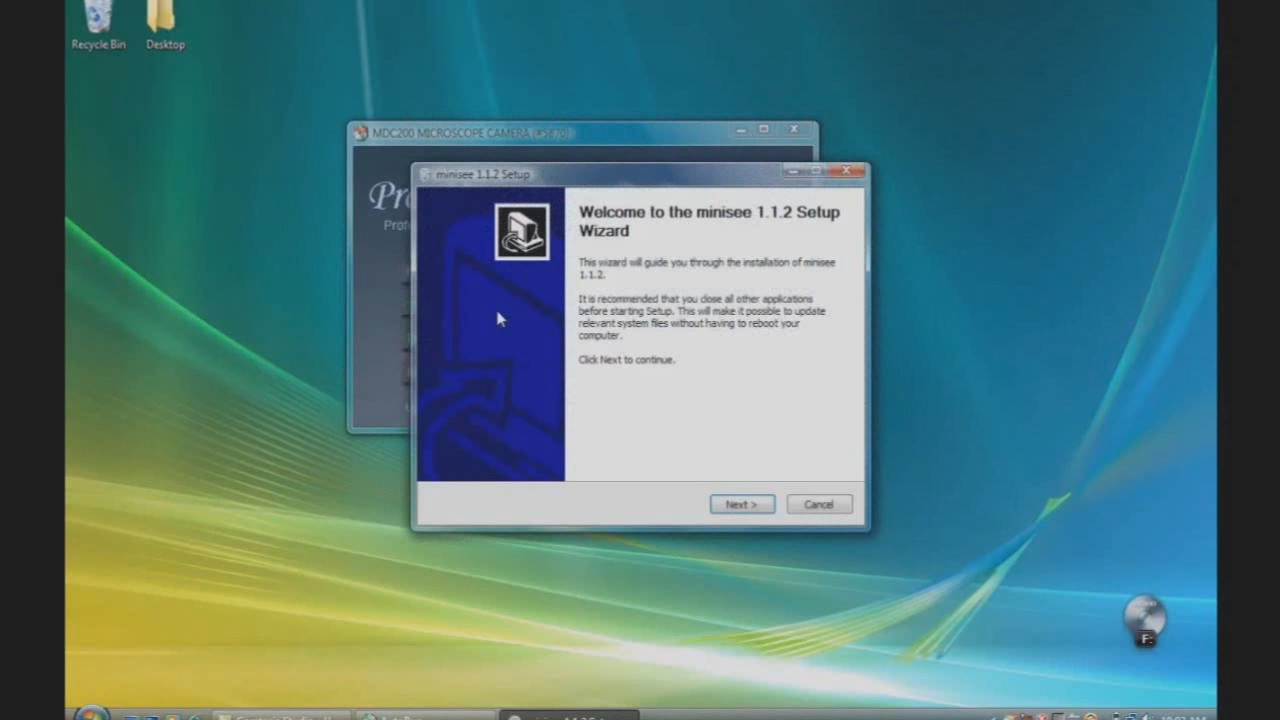 Recycle Bin
Desktop
MDC200 MICROSCOPE CAMERA
minisee 1.1.2 Setup
Welcome to the minisee 1.1.2 Setup
Wizard
This wizard will guide you through the installation of minisee
1.1.2.
It is recommended that you close all other applications
before starting Setup. This will make it possible to update
relevant system files without having to reboot your
computer.
Click Next to continue.
Next >
Cancel
F: